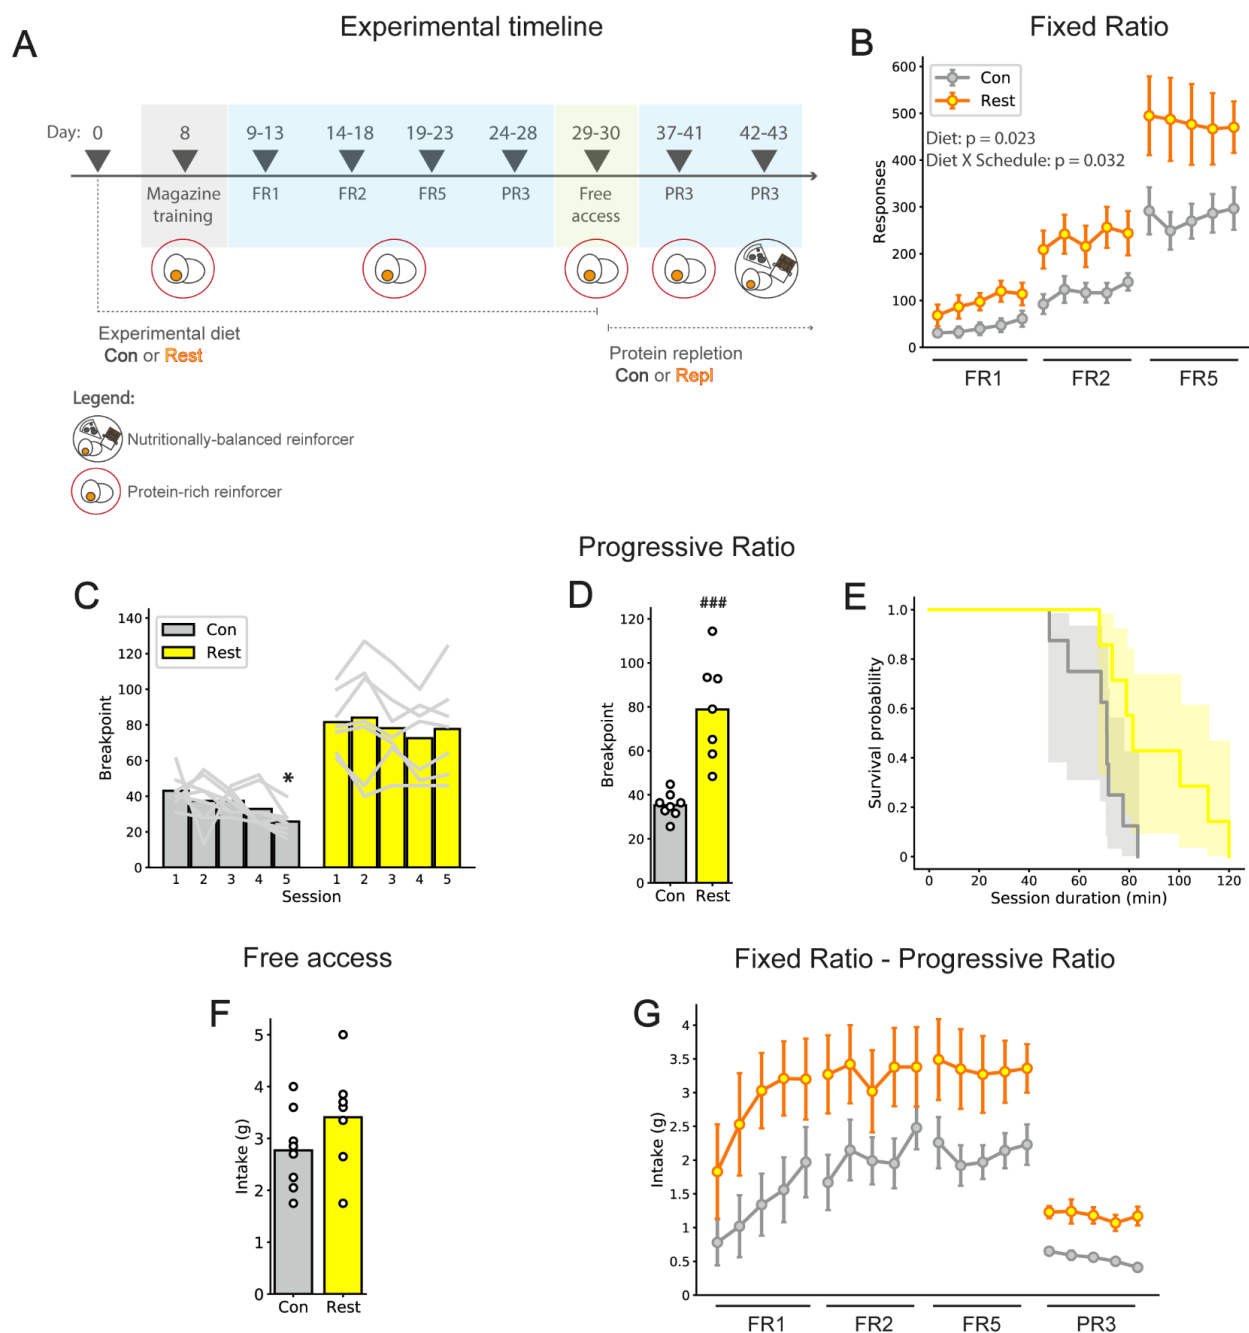 Experimental timeline
A
Day: 0 8 9-13 14-18 19-23 24-28 29-30 37-41 42-43
Magazine training FR1 FR2 FR5 PR3 Free access PR3 PR3
Experimental diet
Con or Rest
Protein repletion
Con or Repl
Legend:
Nutritionally-balanced reinforcer
Protein-rich reinforcer
Fixed Ratio
B
600
500
400
300
200
100
0
Responses
Con
Rest
Diet: p = 0.023
Diet X Schedule: p = 0.032
FR1 FR2 FR5
Progressive Ratio
C
140
120
100
80
60
40
20
0
Breakpoint
Con
Rest
*
1 2 3 4 5 1 2 3 4 5
Session
D
###
120
100
80
60
40
20
0
Breakpoint
Con Rest
E
1.0
0.8
0.6
0.4
0.2
0
Survival probability
0 20 40 60 80 100 120
Session duration (min)
Free access
F
5
4
3
2
1
0
Intake (g)
Con Rest
Fixed Ratio - Progressive Ratio
G
4
3.5
3
2.5
2
1.5
1
0.5
0
Intake (g)
FR1 FR2 FR5 PR3